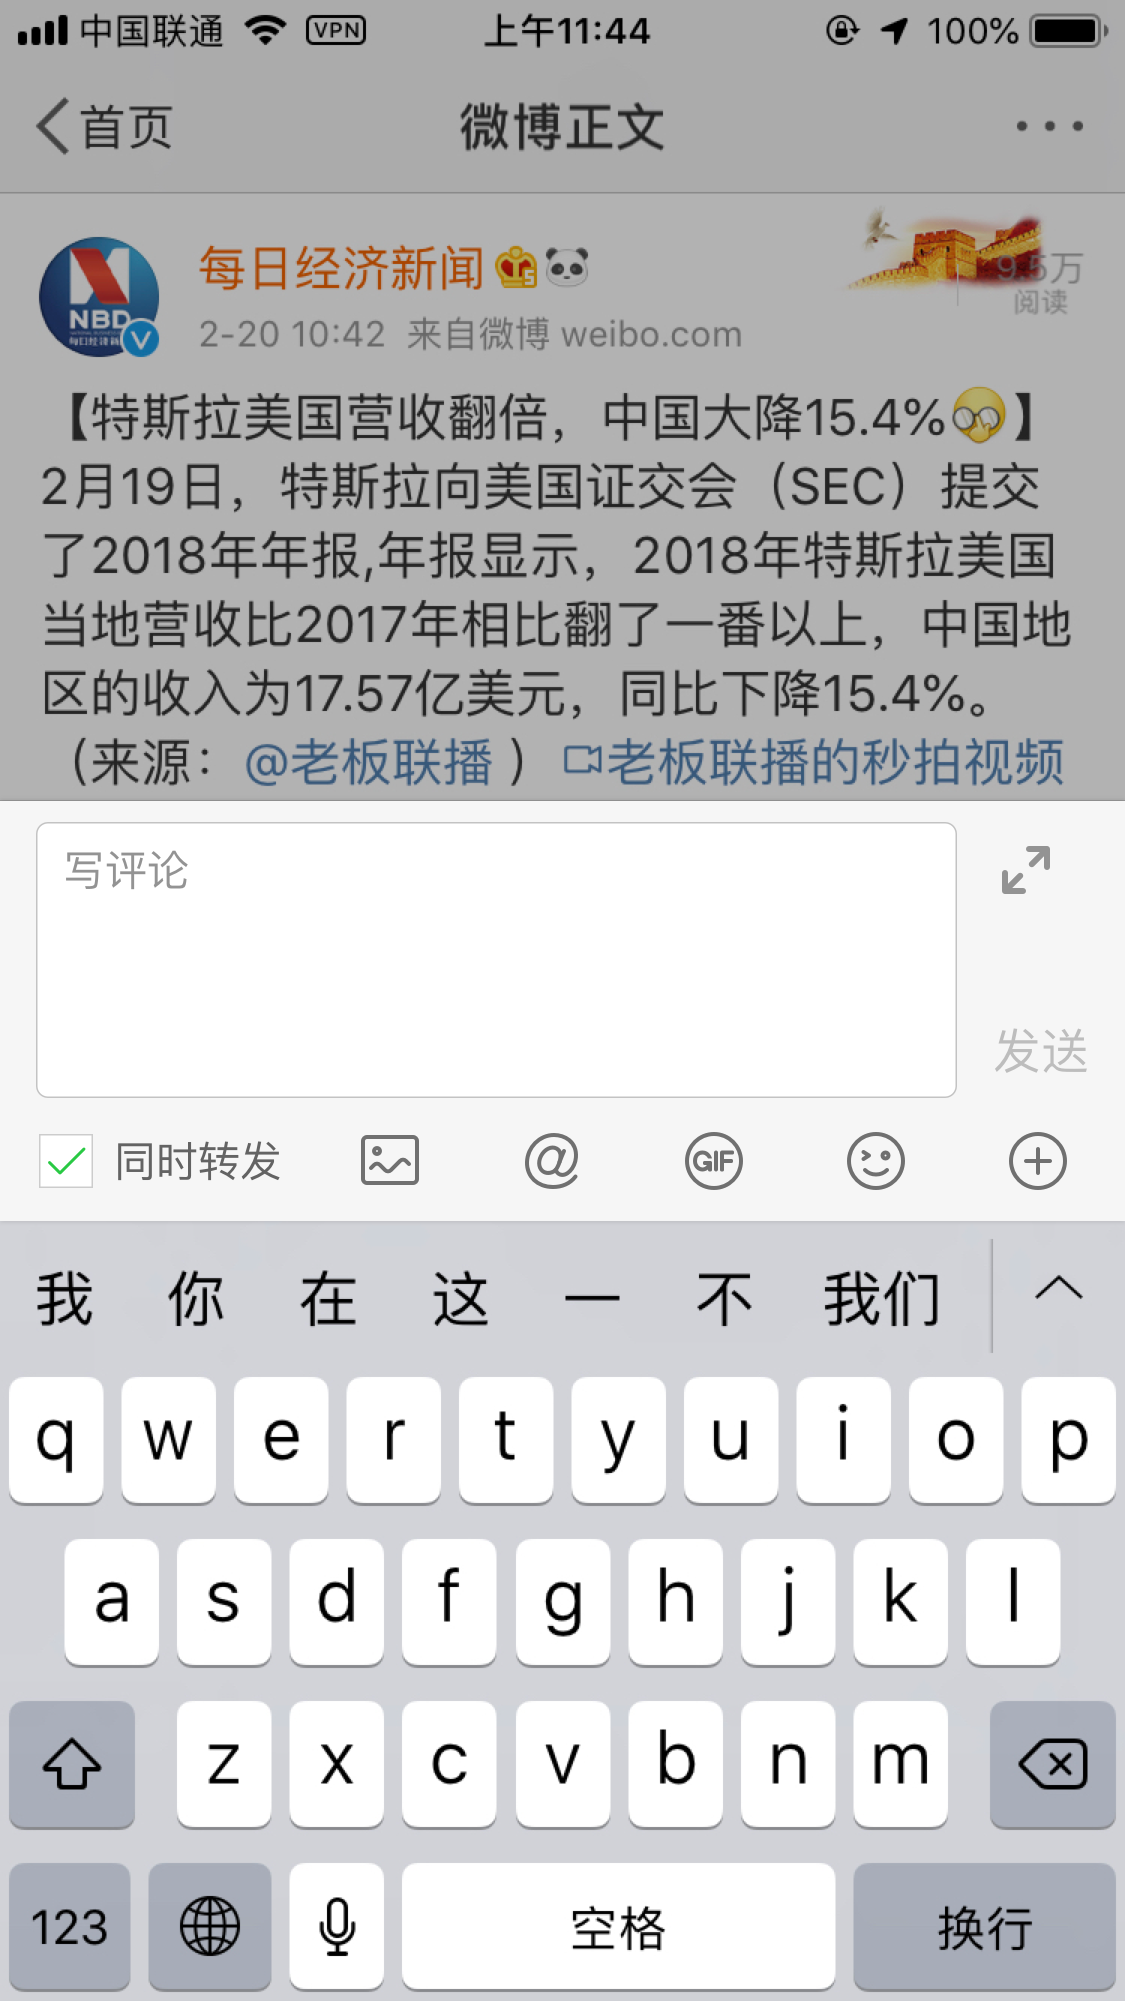 中国联通 VPN 上午11:44 100%
首页 微博正文
每日经济新闻
9.5万
阅读
NBD
每日经济新闻
2-20 10:42 来自微博 weibo.com
【特斯拉美国营收翻倍，中国大降15.4%】
2月19日，特斯拉向美国证交会（SEC）提交
了2018年年报,年报显示，2018年特斯拉美国
当地营收比2017年相比翻了一番以上，中国地
区的收入为17.57亿美元，同比下降15.4%。
（来源：@老板联播）老板联播的秒拍视频
写评论
发送
同时转发 @ GIF
我 你 在 这 一 不 我们
q w e r t y u i o p
a s d f g h j k l
z x c v b n m
123 空格 换行